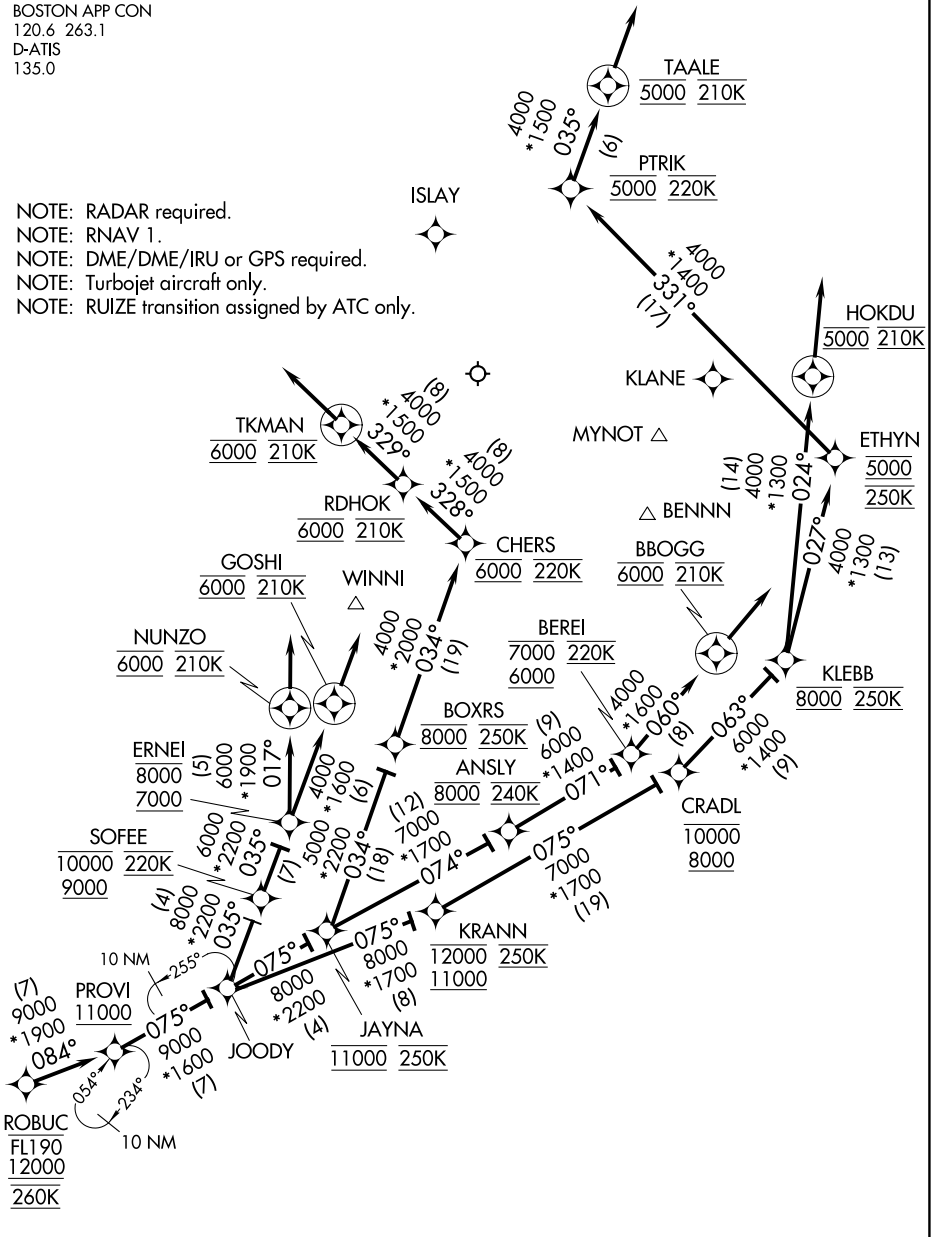 BOSTON APP CON
120.6 263.1
D-ATIS
135.0
TAALE
5000 210K
4000
*1500
035°
(6)
PTRIK
5000 220K
ISLAY
NOTE: RADAR required.
NOTE: RNAV 1.
NOTE: DME/DME/IRU or GPS required.
NOTE: Turbojet aircraft only.
NOTE: RUIZE transition assigned by ATC only.
4000
*1400
331°
(17)
HOKDU
5000 210K
KLANE
TKMAN
6000 210K
(8)
4000
*1500
329°
MYNOT
ETHYN
5000
250K
(8)
4000
*1500
328°
(14)
4000
*1300
024°
RDHOK
6000 210K
BENNN
027°
4000
*1300
(13)
CHERS
6000 220K
GOSHI
6000 210K
WINNI
BBOGG
6000 210K
NUNZO
6000 210K
4000
*2000
034°
(19)
BEREI
7000 220K
6000
4000
*1600
060°
(8)
KLEBB
8000 250K
BOXRS
8000 250K
063°
6000
*1400
(9)
ERNEI
8000
7000
(5)
6000
*1900
017°
4000
*1600
(6)
ANSLY
8000 240K
(9)
6000
*1400
071°
CRADL
10000
8000
SOFEE
10000 220K
9000
6000
*2200
035°
(7)
5000
*2200
034°
(18)
(12)
7000
*1700
074°
075°
7000
*1700
(19)
(4)
8000
*2200
035°
KRANN
12000 250K
11000
10 NM
255°
075°
8000
*2200
(4)
075°
8000
*1700
(8)
JAYNA
11000 250K
JOODY
PROVI
11000
075°
9000
*1600
(7)
(7)
9000
*1900
084°
054°
234°
10 NM
ROBUC
FL190
12000
260K